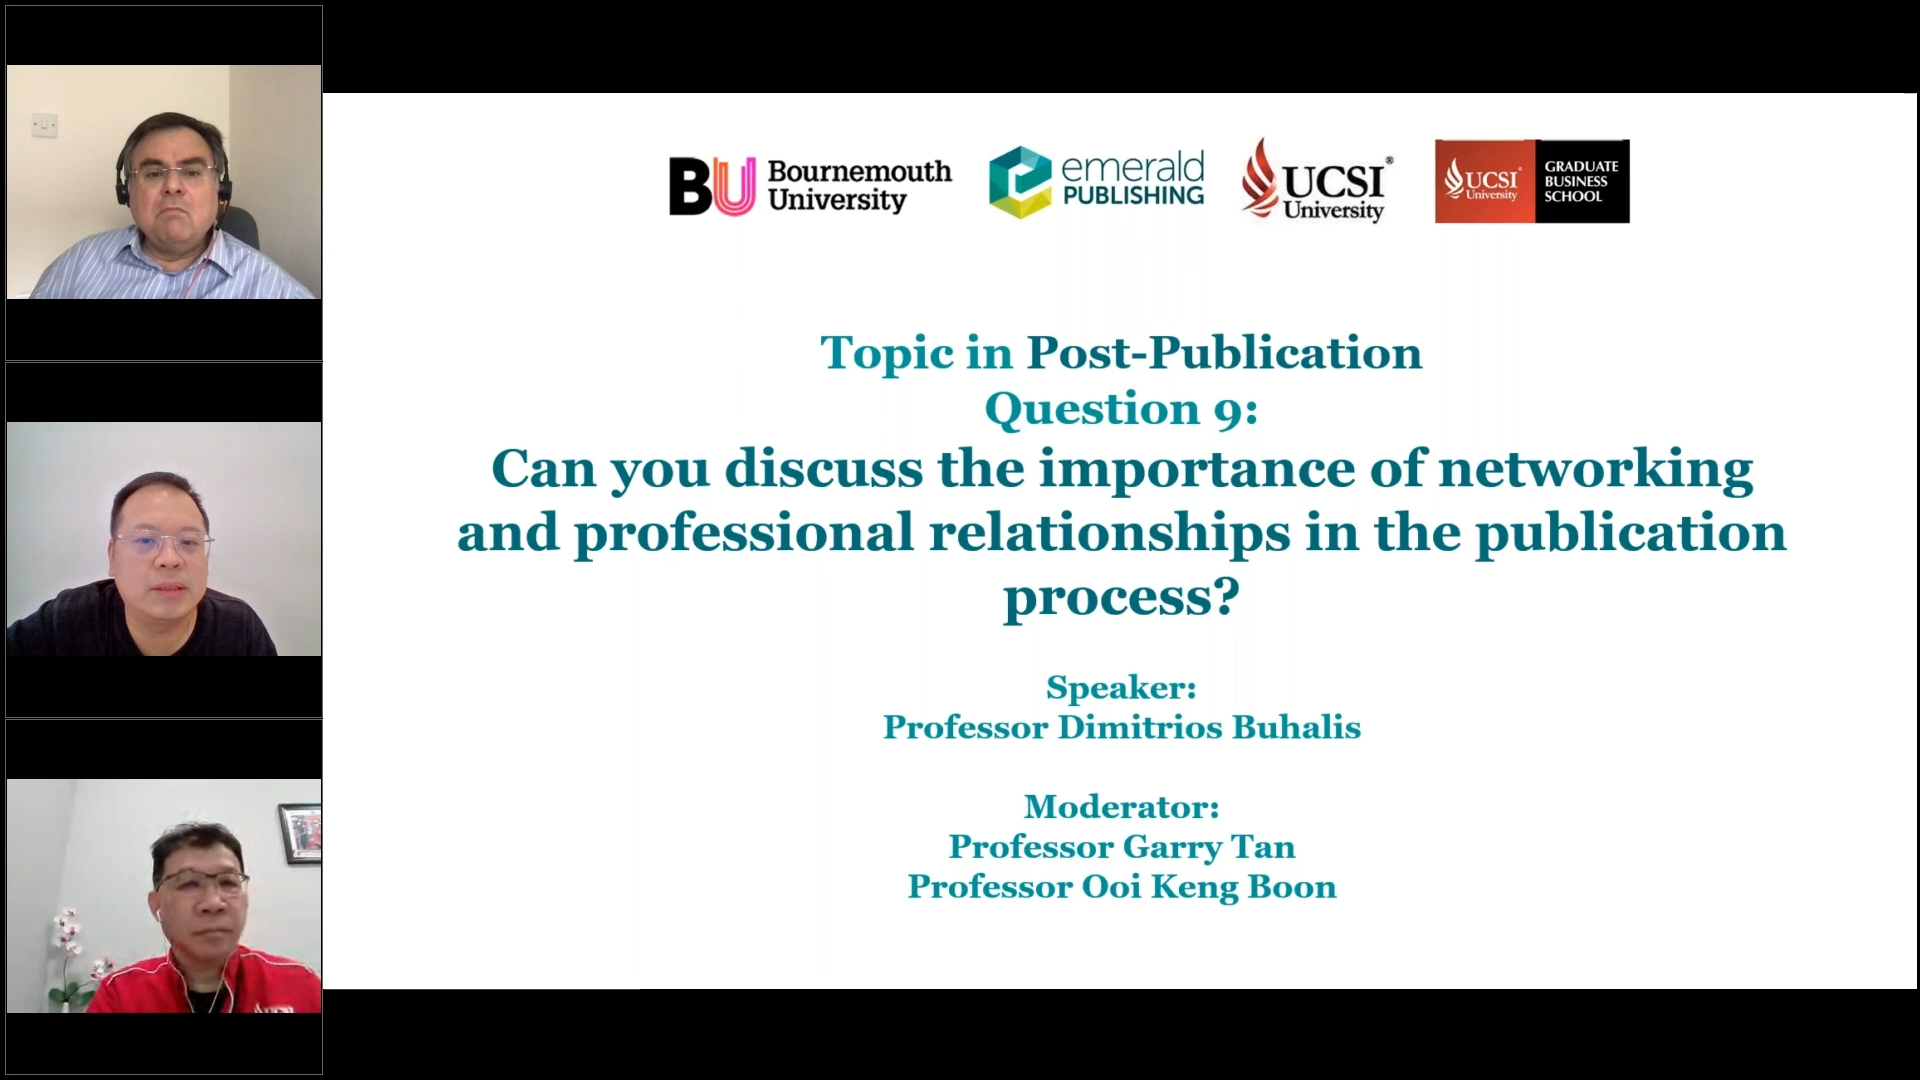 BU Bournemouth
University
emerald
PUBLISHING
UCSI®
University
UCSI®
University
GRADUATE
BUSINESS
SCHOOL
Topic in Post-Publication
Question 9:
Can you discuss the importance of networking
and professional relationships in the publication
process?
Speaker:
Professor Dimitrios Buhalis
Moderator:
Professor Garry Tan
Professor Ooi Keng Boon